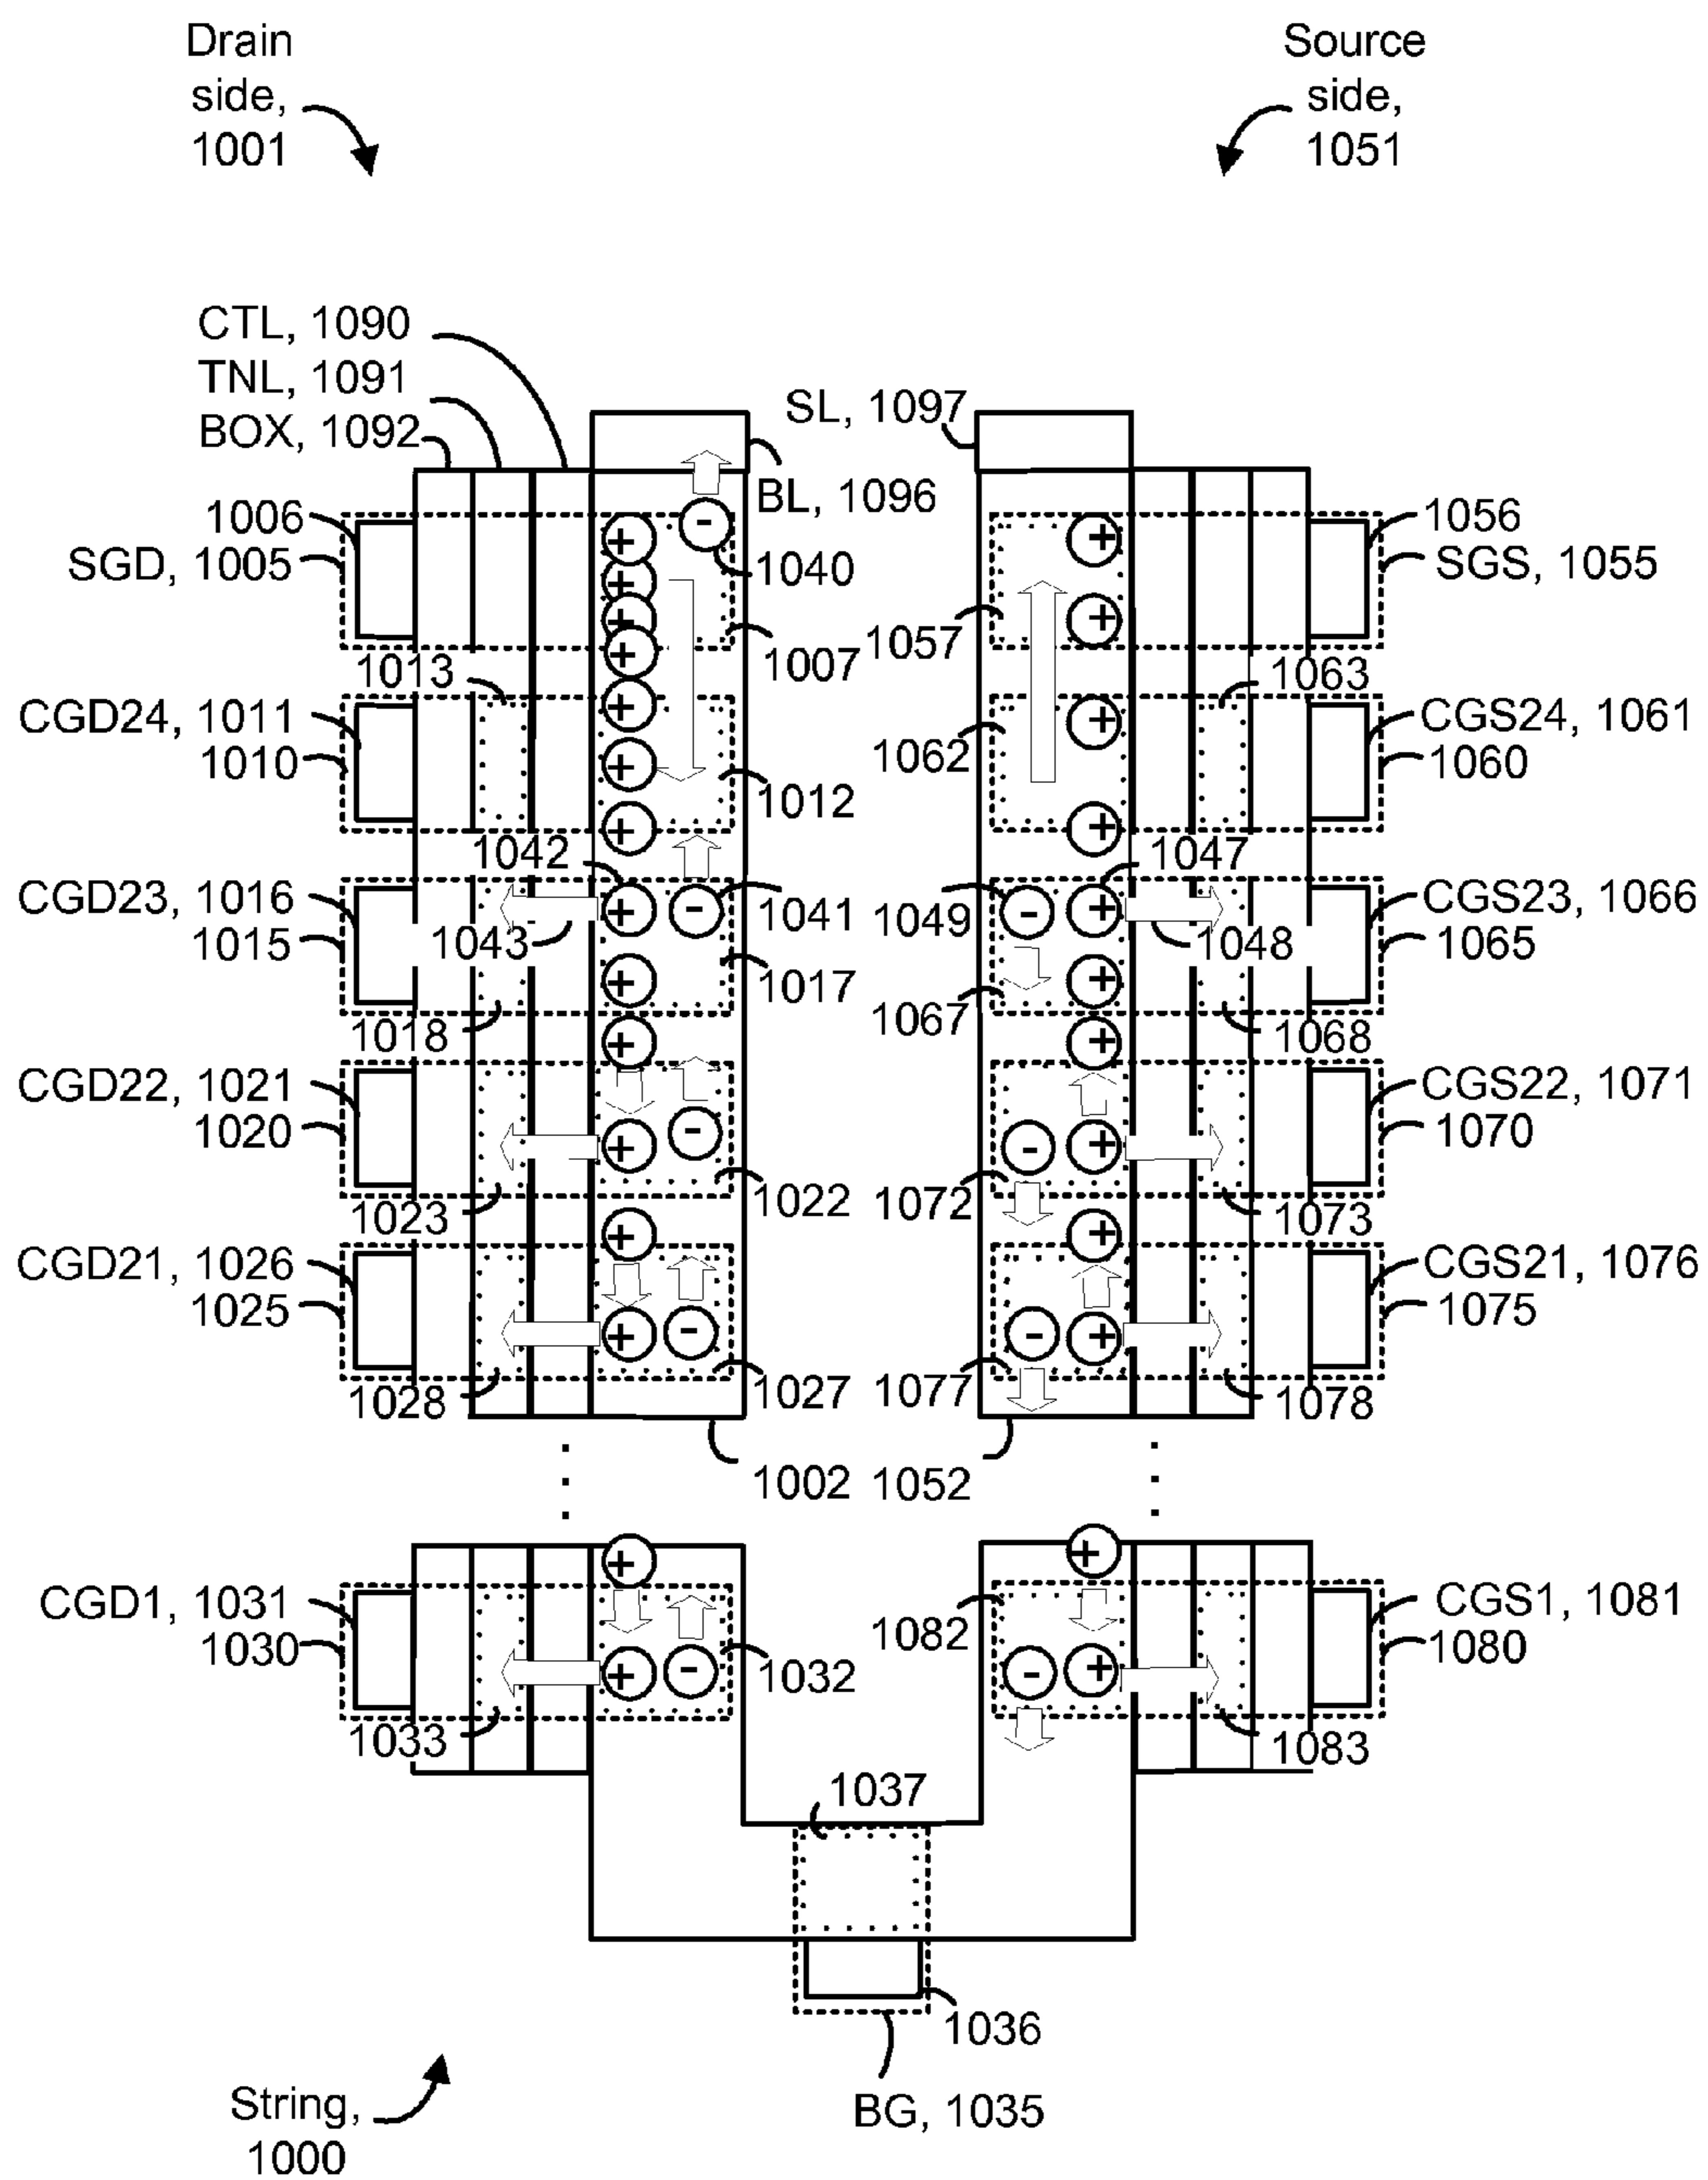 Drain
side,
1001
Source
side,
1051
CTL, 1090
TNL, 1091
BOX, 1092
SL, 1097
BL, 1096
1006
SGD, 1005
1040
1007
1057
1056
SGS, 1055
1013
1063
CGD24, 1011
1010
1012
1062
CGS24, 1061
1060
1042
1047
CGD23, 1016
1015
1043
1041
1049
1048
CGS23, 1066
1065
1017
1067
1018
1068
CGD22, 1021
1020
CGS22, 1071
1070
1022
1072
1023
1073
CGD21, 1026
1025
CGS21, 1076
1075
1027
1077
1028
1078
1002
1052
CGD1, 1031
1030
1032
1082
CGS1, 1081
1080
1033
1083
1037
1036
BG, 1035
String,
1000